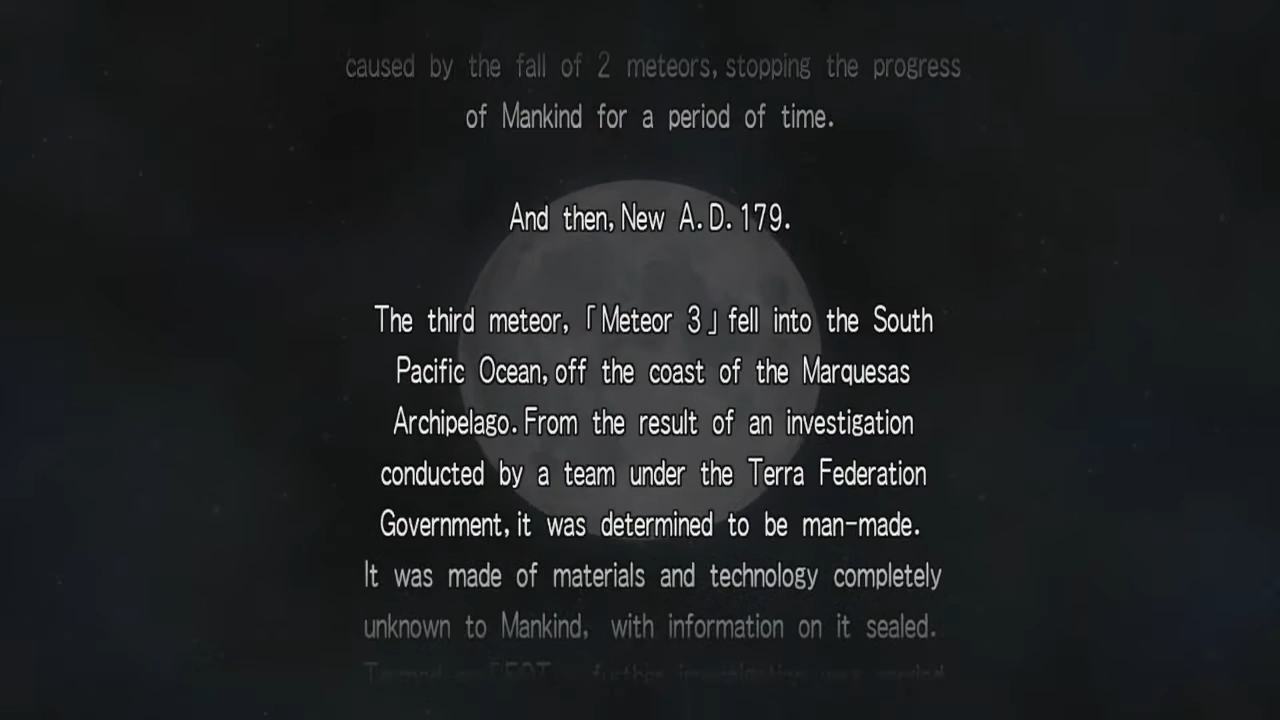 caused by the fall of 2 meteors, stopping the progress
of Mankind for a period of time.
And then, New A.D. 179.
The third meteor, 「Meteor 3」 fell into the South
Pacific Ocean, off the coast of the Marquesas
Archipelago. From the result of an investigation
conducted by a team under the Terra Federation
Government, it was determined to be man-made.
It was made of materials and technology completely
unknown to Mankind, with information on it sealed.
further